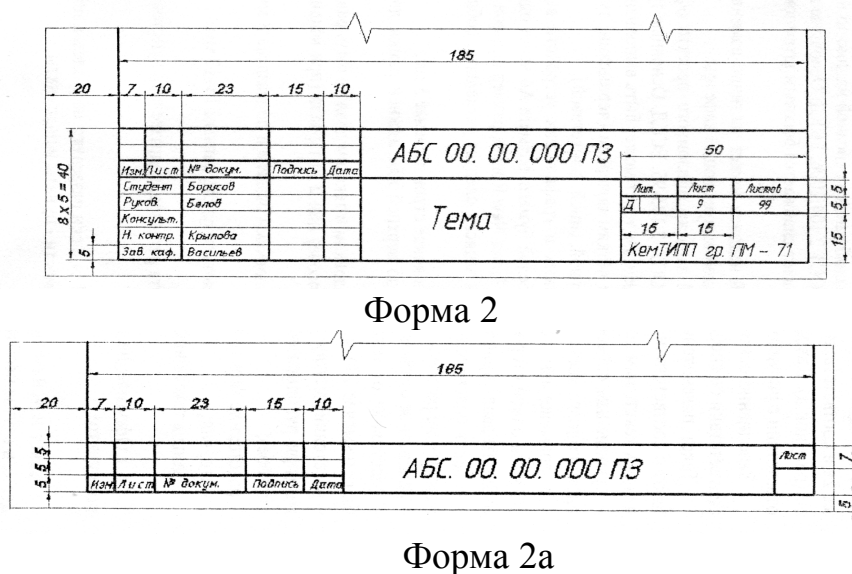 185
20 7 10 23 15 10
АБС 00. 00. 000 ПЗ 50
Изм. Лист № докум. Подпись Дата
Студент Борисов Лит. Лист Листов 5
Руков. Белов Д 9 99 5
Консульт. Тема 15 15
Н. контр. Крылова
Зав. каф. Васильев КемТИПП гр. ПМ - 71 15
8 x 5 = 40
5
Форма 2
185
20 7 10 23 15 10
5 5 5
АБС. 00. 00. 000 ПЗ Лист 7
Изм Лист № докум. Подпись Дата
5
Форма 2а